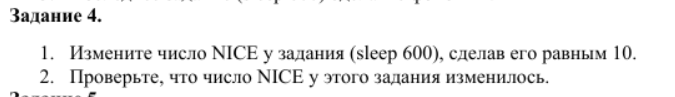 Задание 4.
1. Измените число NICE у задания (sleep 600), сделав его равным 10.
2. Проверьте, что число NICE у этого задания изменилось.